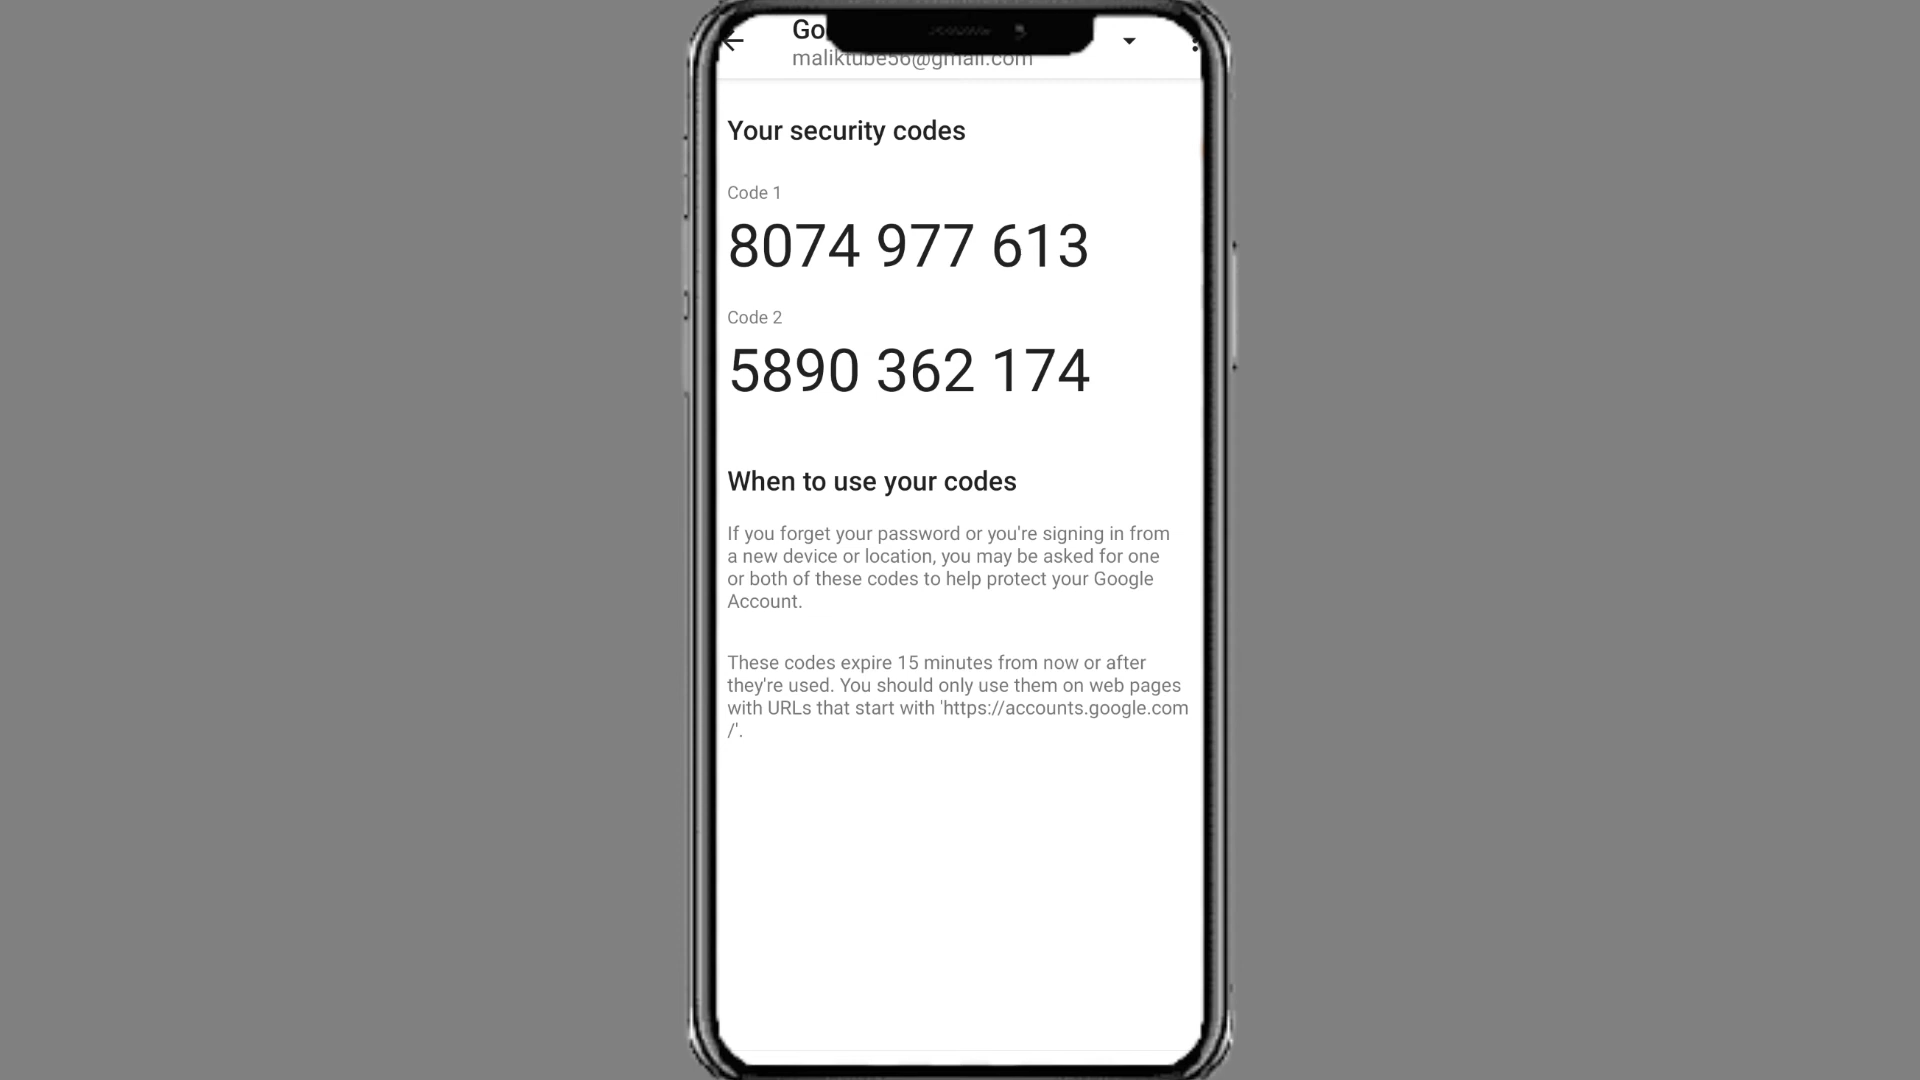 maliktube56@gmail.com
Your security codes
Code 1
8074 977 613
Code 2
5890 362 174
When to use your codes
If you forget your password or you're signing in from
a new device or location, you may be asked for one
or both of these codes to help protect your Google
Account.
These codes expire 15 minutes from now or after
they're used. You should only use them on web pages
with URLs that start with 'https://accounts.google.com
/'.